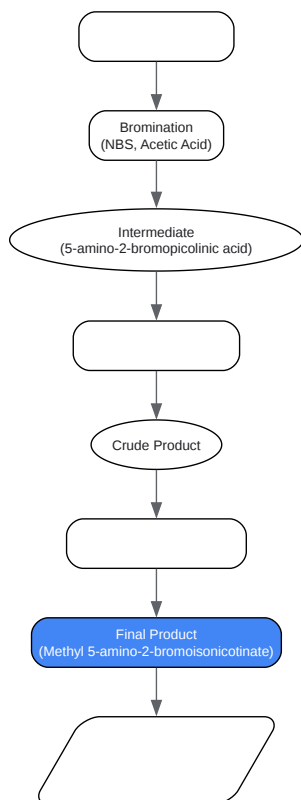 Bromination
(NBS, Acetic Acid)
Intermediate
(5-amino-2-bromopicolinic acid)
Crude Product
Final Product
(Methyl 5-amino-2-bromoisonicotinate)